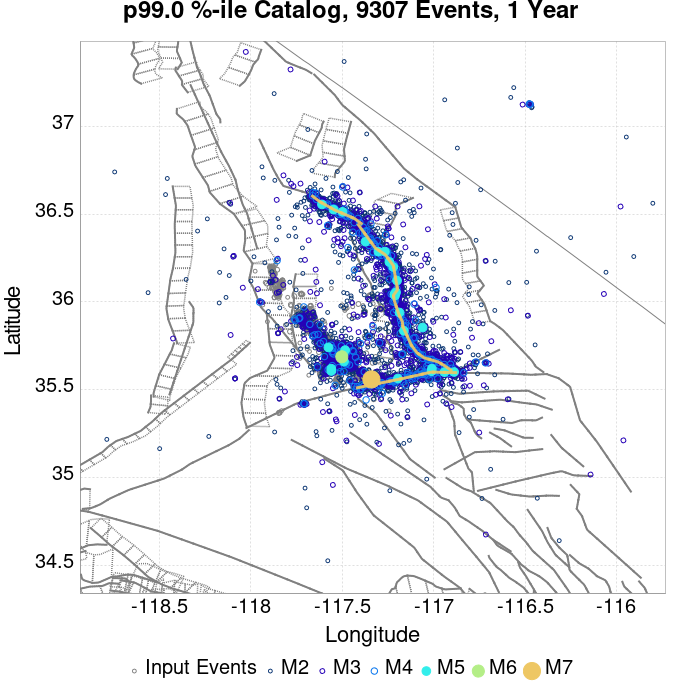 p99.0 %-ile Catalog, 9307 Events, 1 Year
37
36.5
36
35.5
35
34.5
Latitude
-118.5 -118 -117.5 -117 -116.5 -116
Longitude
Input Events M2 M3 M4 M5 M6 M7